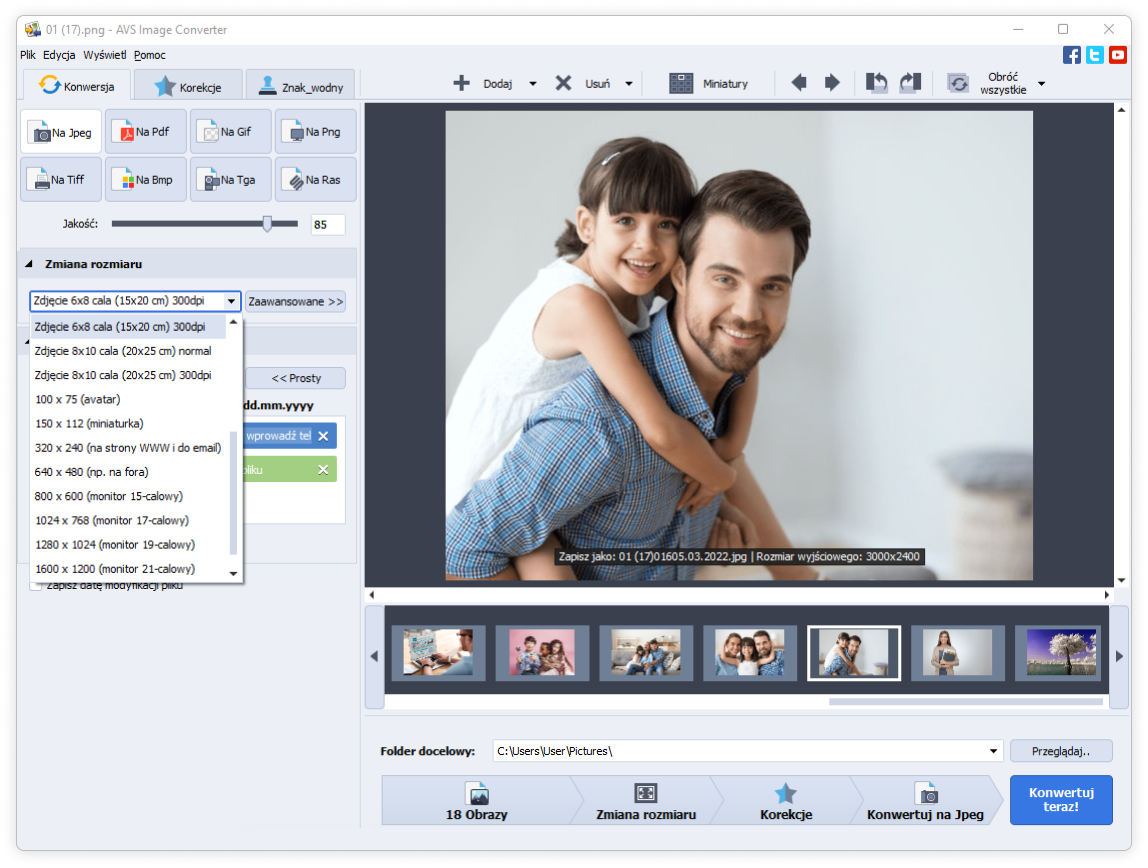 01 (17).png - AVS Image Converter
Plik Edycja Wyświetl Pomoc
Konwersja Korekcje Znak_wodny
Dodaj Usuń Miniatury Obróć wszystkie
Na Jpeg Na Pdf Na Gif Na Png
Na Tiff Na Bmp Na Tga Na Ras
Jakość: 85
Zmiana rozmiaru
Zdjęcie 6x8 cala (15x20 cm) 300dpi Zaawansowane >>
Zdjęcie 6x8 cala (15x20 cm) 300dpi
Zdjęcie 8x10 cala (20x25 cm) normal
Zdjęcie 8x10 cala (20x25 cm) 300dpi
<< Prosty
100 x 75 (avatar)
dd.mm.yyyy
150 x 112 (miniaturka)
wprowadź tel
320 x 240 (na strony WWW i do email)
640 x 480 (np. na fora)
pliku
800 x 600 (monitor 15-calowy)
1024 x 768 (monitor 17-calowy)
1280 x 1024 (monitor 19-calowy)
1600 x 1200 (monitor 21-calowy)
Zapisz datę modyfikacji pliku
Zapisz jako: 01 (17)01605.03.2022.jpg | Rozmiar wyjściowego: 3000x2400
Folder docelowy: C:\Users\User\Pictures\ Przeglądaj..
18 Obrazy Zmiana rozmiaru Korekcje Konwertuj na Jpeg
Konwertuj
teraz!